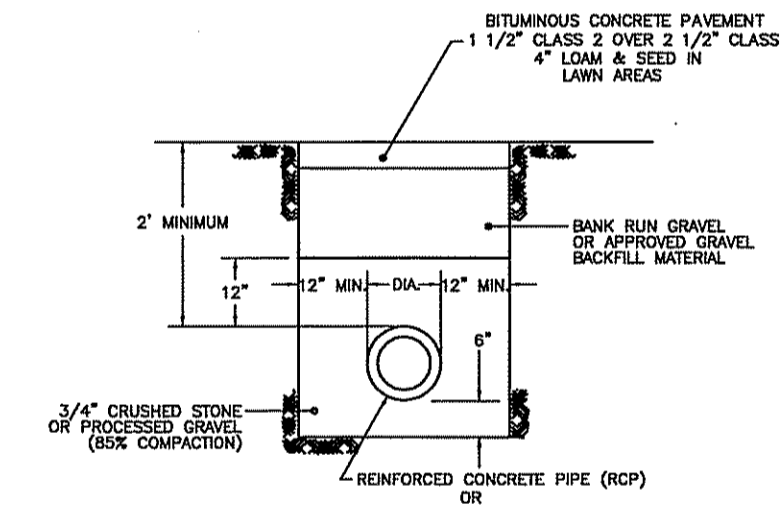 BITUMINOUS CONCRETE PAVEMENT
1 1/2" CLASS 2 OVER 2 1/2" CLASS
4" LOAM & SEED IN
LAWN AREAS
2' MINIMUM
BANK RUN GRAVEL
OR APPROVED GRAVEL
BACKFILL MATERIAL
12"
12" MIN.
DIA.
12" MIN.
6"
3/4" CRUSHED STONE
OR PROCESSED GRAVEL
(85% COMPACTION)
REINFORCED CONCRETE PIPE (RCP)
OR